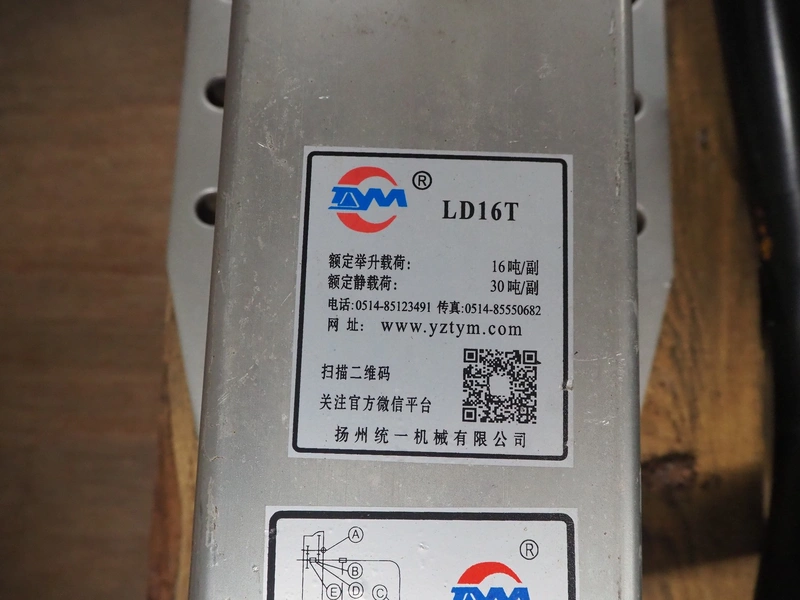 TYM ®
LD16T
额定举升载荷: 16吨/副
额定静载荷: 30吨/副
电话:0514-85123491 传真:0514-85550682
网 址: www.yztym.com
扫描二维码
关注官方微信平台
扬州统一机械有限公司
A
®
B
D
E
C
TYM